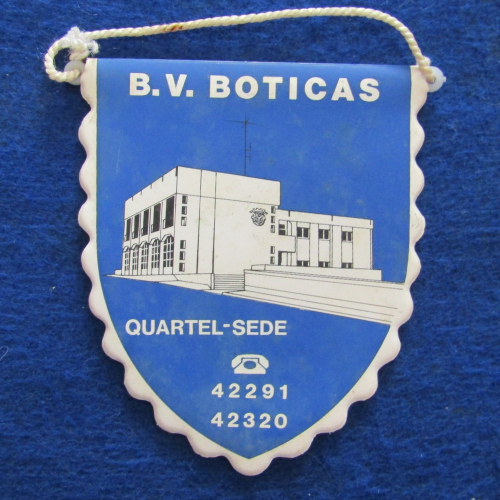 B.V. BOTICAS
QUARTEL-SEDE
42291
42320